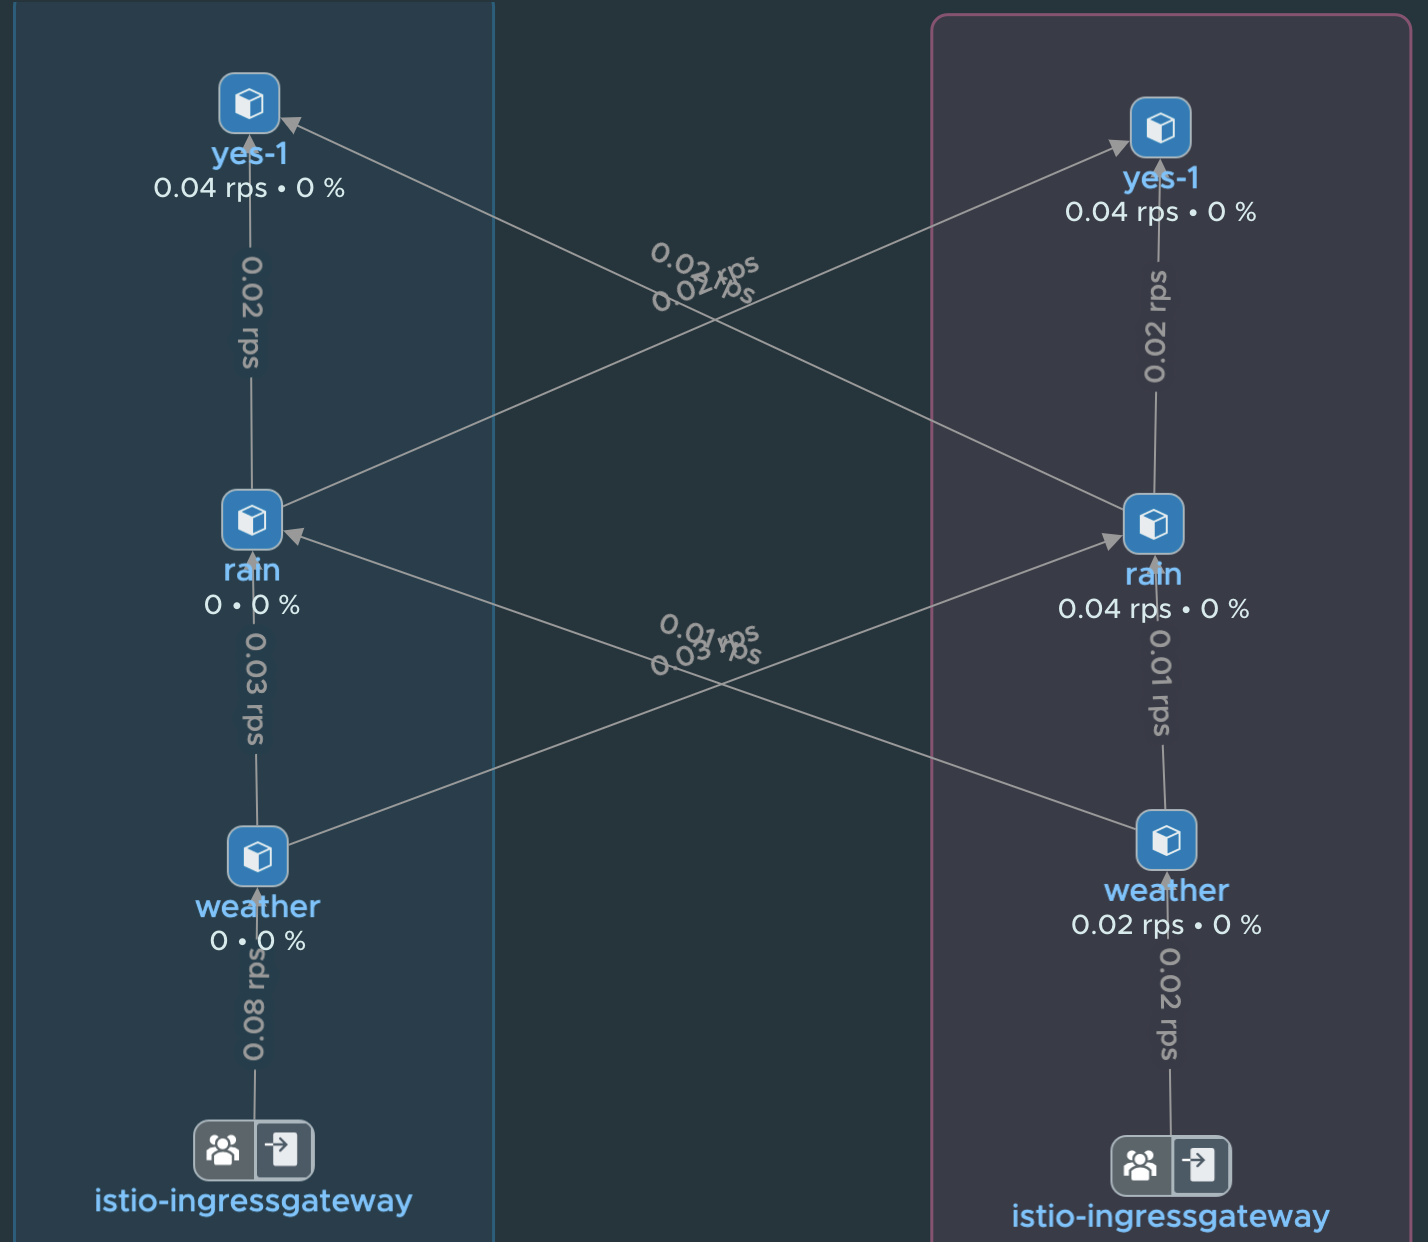 yes-1
0.04 rps • 0 %
yes-1
0.04 rps • 0 %
0.02 rps
0.02 rps
0.02 rps
0.02 rps
rain
0 • 0 %
rain
0.04 rps • 0 %
0.03 rps
0.01 rps
0.03 rps
0.01 rps
weather
0 • 0 %
weather
0.02 rps • 0 %
0.08 rps
0.02 rps
istio-ingressgateway
istio-ingressgateway